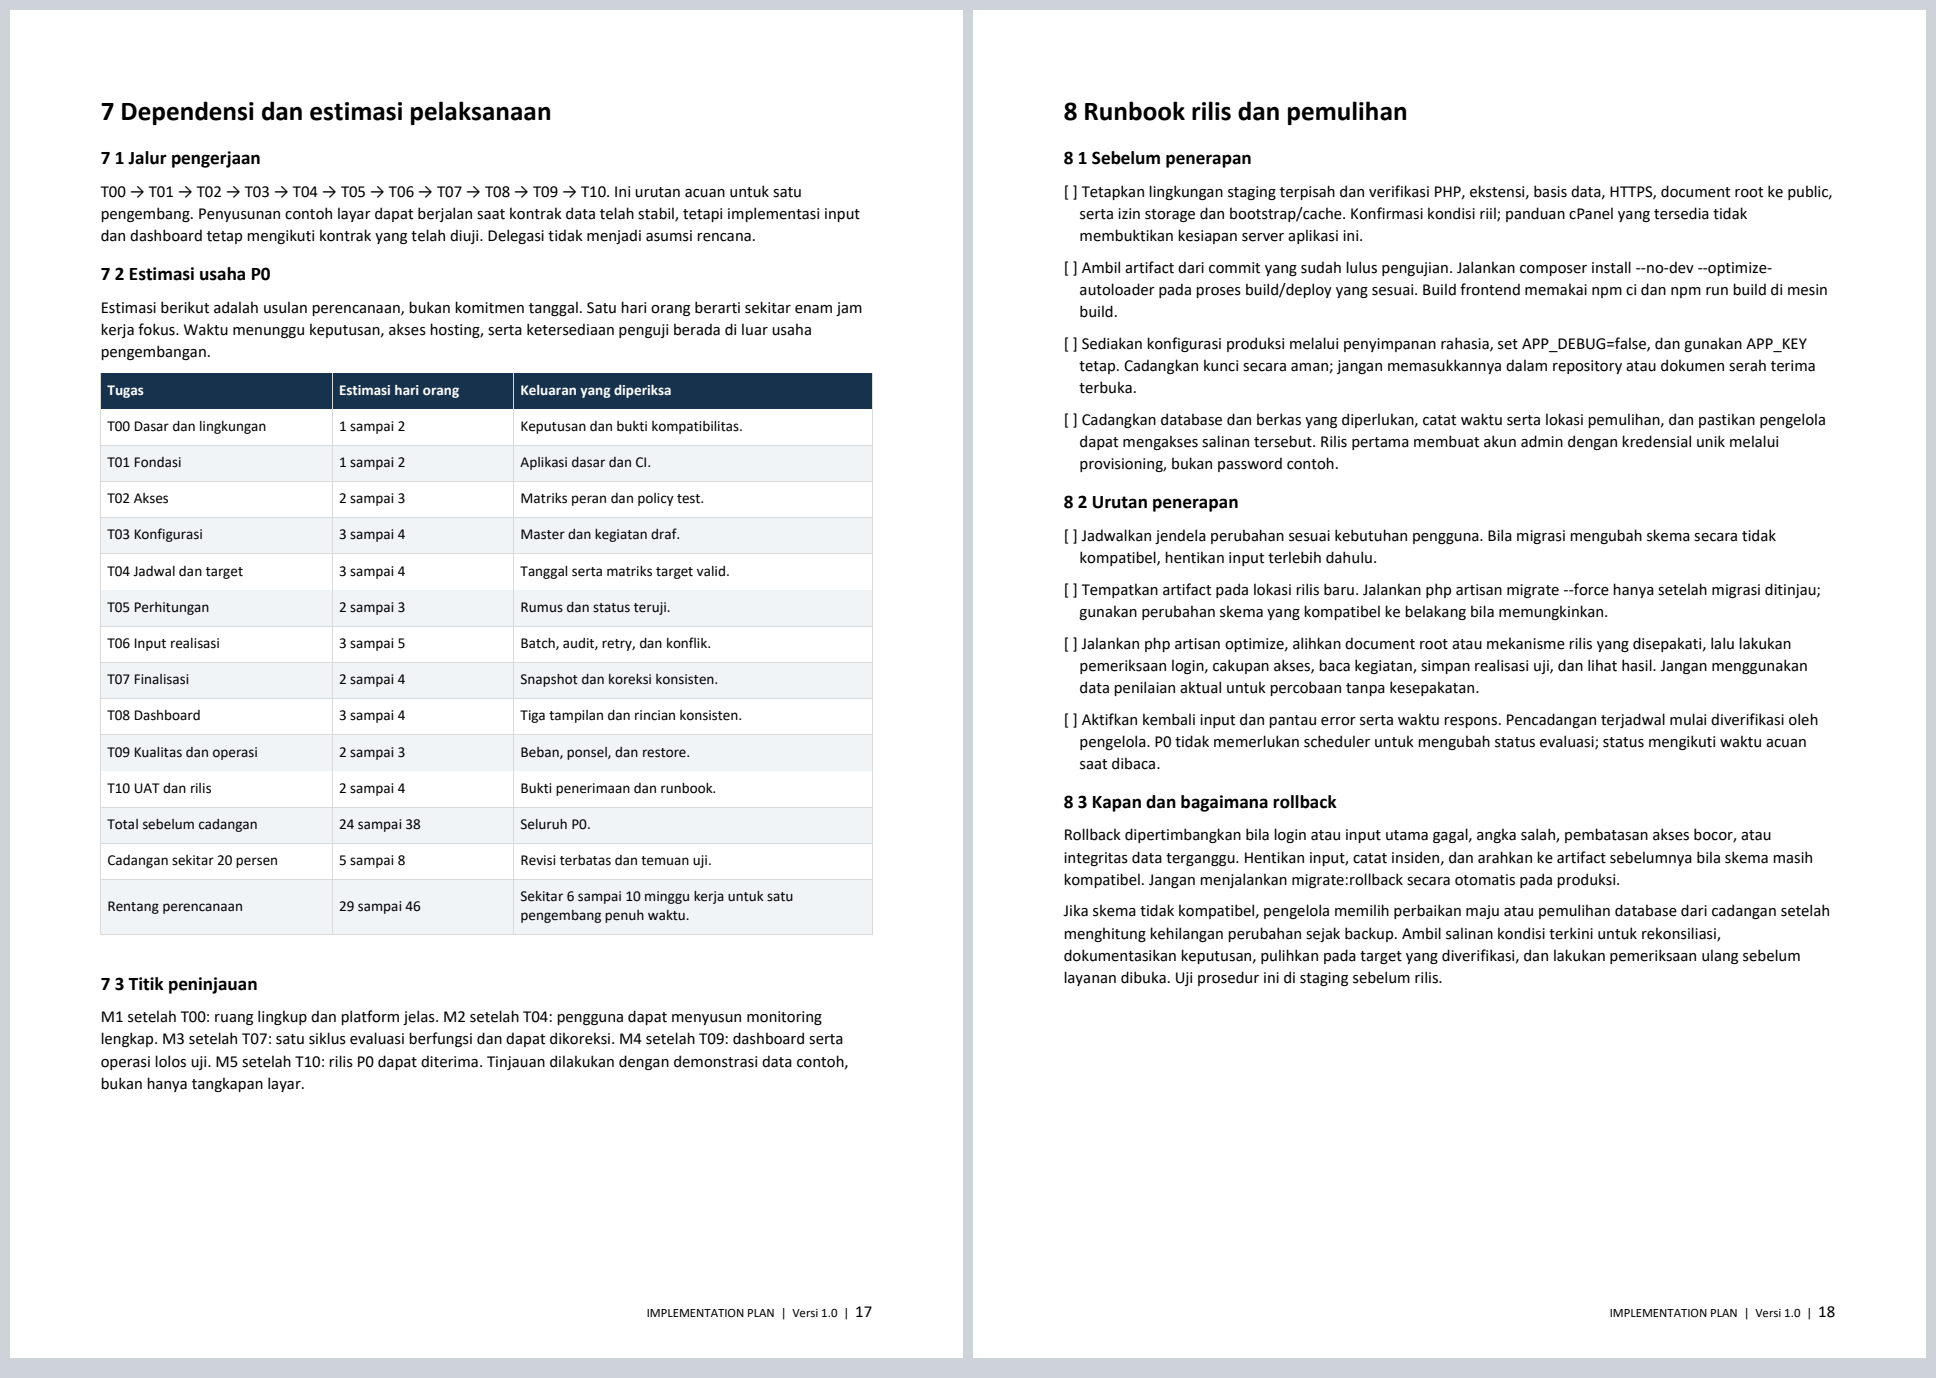 7 Dependensi dan estimasi pelaksanaan
7 1 Jalur pengerjaan
T00 → T01 → T02 → T03 → T04 → T05 → T06 → T07 → T08 → T09 → T10. Ini urutan acuan untuk satu
pengembang. Penyusunan contoh layar dapat berjalan saat kontrak data telah stabil, tetapi implementasi input
dan dashboard tetap mengikuti kontrak yang telah diuji. Delegasi tidak menjadi asumsi rencana.
7 2 Estimasi usaha P0
Estimasi berikut adalah usulan perencanaan, bukan komitmen tanggal. Satu hari orang berarti sekitar enam jam
kerja fokus. Waktu menunggu keputusan, akses hosting, serta ketersediaan penguji berada di luar usaha
pengembangan.
Tugas Estimasi hari orang Keluaran yang diperiksa
T00 Dasar dan lingkungan 1 sampai 2 Keputusan dan bukti kompatibilitas.
T01 Fondasi 1 sampai 2 Aplikasi dasar dan CI.
T02 Akses 2 sampai 3 Matriks peran dan policy test.
T03 Konfigurasi 3 sampai 4 Master dan kegiatan draf.
T04 Jadwal dan target 3 sampai 4 Tanggal serta matriks target valid.
T05 Perhitungan 2 sampai 3 Rumus dan status teruji.
T06 Input realisasi 3 sampai 5 Batch, audit, retry, dan konflik.
T07 Finalisasi 2 sampai 4 Snapshot dan koreksi konsisten.
T08 Dashboard 3 sampai 4 Tiga tampilan dan rincian konsisten.
T09 Kualitas dan operasi 2 sampai 3 Beban, ponsel, dan restore.
T10 UAT dan rilis 2 sampai 4 Bukti penerimaan dan runbook.
Total sebelum cadangan 24 sampai 38 Seluruh P0.
Cadangan sekitar 20 persen 5 sampai 8 Revisi terbatas dan temuan uji.
Rentang perencanaan 29 sampai 46 Sekitar 6 sampai 10 minggu kerja untuk satu
pengembang penuh waktu.
7 3 Titik peninjauan
M1 setelah T00: ruang lingkup dan platform jelas. M2 setelah T04: pengguna dapat menyusun monitoring
lengkap. M3 setelah T07: satu siklus evaluasi berfungsi dan dapat dikoreksi. M4 setelah T09: dashboard serta
operasi lolos uji. M5 setelah T10: rilis P0 dapat diterima. Tinjauan dilakukan dengan demonstrasi data contoh,
bukan hanya tangkapan layar.
IMPLEMENTATION PLAN | Versi 1.0 | 17
8 Runbook rilis dan pemulihan
8 1 Sebelum penerapan
[ ] Tetapkan lingkungan staging terpisah dan verifikasi PHP, ekstensi, basis data, HTTPS, document root ke public,
serta izin storage dan bootstrap/cache. Konfirmasi kondisi riil; panduan cPanel yang tersedia tidak
membuktikan kesiapan server aplikasi ini.
[ ] Ambil artifact dari commit yang sudah lulus pengujian. Jalankan composer install --no-dev --optimize-
autoloader pada proses build/deploy yang sesuai. Build frontend memakai npm ci dan npm run build di mesin
build.
[ ] Sediakan konfigurasi produksi melalui penyimpanan rahasia, set APP_DEBUG=false, dan gunakan APP_KEY
tetap. Cadangkan kunci secara aman; jangan memasukkannya dalam repository atau dokumen serah terima
terbuka.
[ ] Cadangkan database dan berkas yang diperlukan, catat waktu serta lokasi pemulihan, dan pastikan pengelola
dapat mengakses salinan tersebut. Rilis pertama membuat akun admin dengan kredensial unik melalui
provisioning, bukan password contoh.
8 2 Urutan penerapan
[ ] Jadwalkan jendela perubahan sesuai kebutuhan pengguna. Bila migrasi mengubah skema secara tidak
kompatibel, hentikan input terlebih dahulu.
[ ] Tempatkan artifact pada lokasi rilis baru. Jalankan php artisan migrate --force hanya setelah migrasi ditinjau;
gunakan perubahan skema yang kompatibel ke belakang bila memungkinkan.
[ ] Jalankan php artisan optimize, alihkan document root atau mekanisme rilis yang disepakati, lalu lakukan
pemeriksaan login, cakupan akses, baca kegiatan, simpan realisasi uji, dan lihat hasil. Jangan menggunakan
data penilaian aktual untuk percobaan tanpa kesepakatan.
[ ] Aktifkan kembali input dan pantau error serta waktu respons. Pencadangan terjadwal mulai diverifikasi oleh
pengelola. P0 tidak memerlukan scheduler untuk mengubah status evaluasi; status mengikuti waktu acuan
saat dibaca.
8 3 Kapan dan bagaimana rollback
Rollback dipertimbangkan bila login atau input utama gagal, angka salah, pembatasan akses bocor, atau
integritas data terganggu. Hentikan input, catat insiden, dan arahkan ke artifact sebelumnya bila skema masih
kompatibel. Jangan menjalankan migrate:rollback secara otomatis pada produksi.
Jika skema tidak kompatibel, pengelola memilih perbaikan maju atau pemulihan database dari cadangan setelah
menghitung kehilangan perubahan sejak backup. Ambil salinan kondisi terkini untuk rekonsiliasi,
dokumentasikan keputusan, pulihkan pada target yang diverifikasi, dan lakukan pemeriksaan ulang sebelum
layanan dibuka. Uji prosedur ini di staging sebelum rilis.
IMPLEMENTATION PLAN | Versi 1.0 | 18